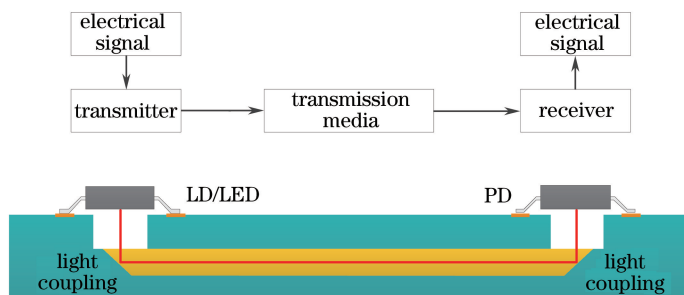 electrical
signal
electrical
signal
transmitter
transmission
media
receiver
LD/LED
PD
light
coupling
light
coupling